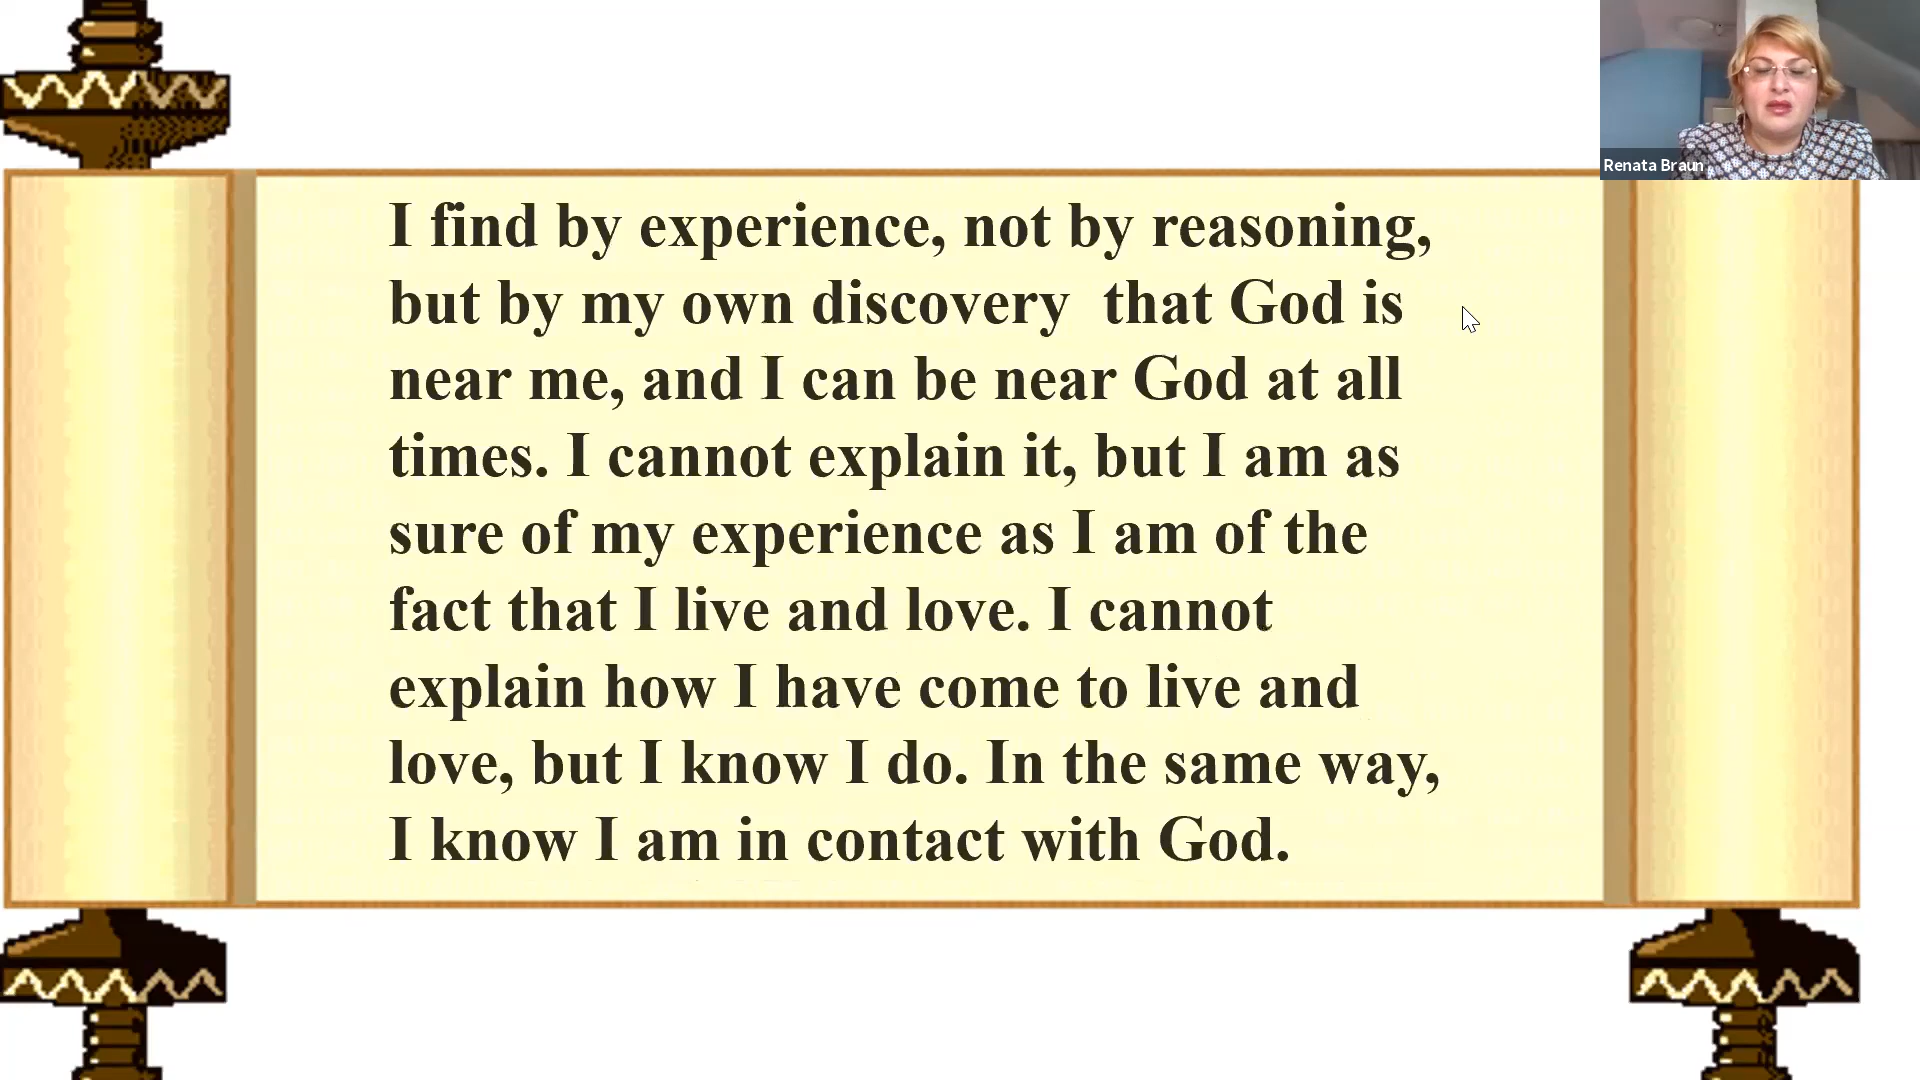 Renata Braun
I find by experience, not by reasoning,
but by my own discovery  that God is
near me, and I can be near God at all
times. I cannot explain it, but I am as
sure of my experience as I am of the
fact that I live and love. I cannot
explain how I have come to live and
love, but I know I do. In the same way,
I know I am in contact with God.